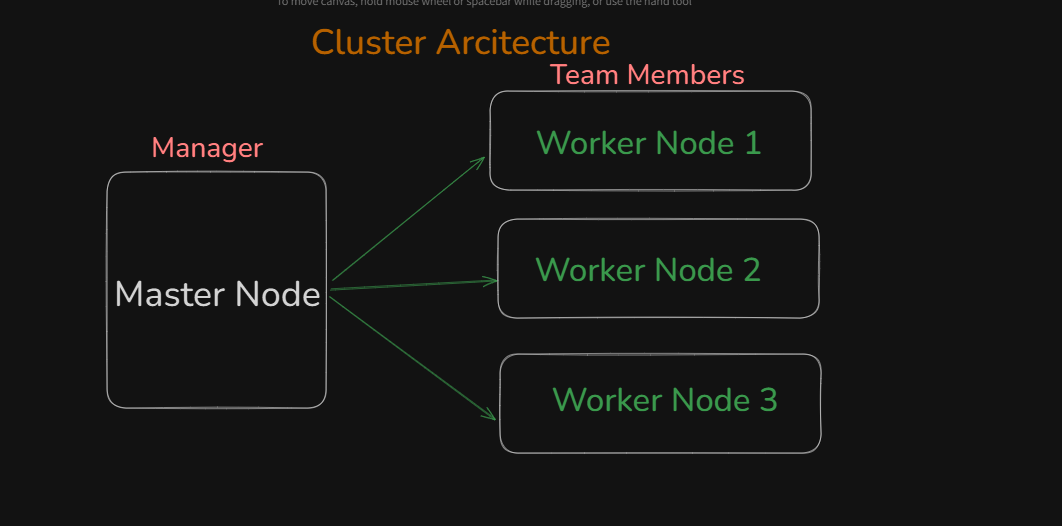 To move canvas, hold mouse wheel or spacebar while dragging, or use the hand tool
Cluster Arcitecture
Team Members
Worker Node 1
Manager
Master Node
Worker Node 2
Worker Node 3